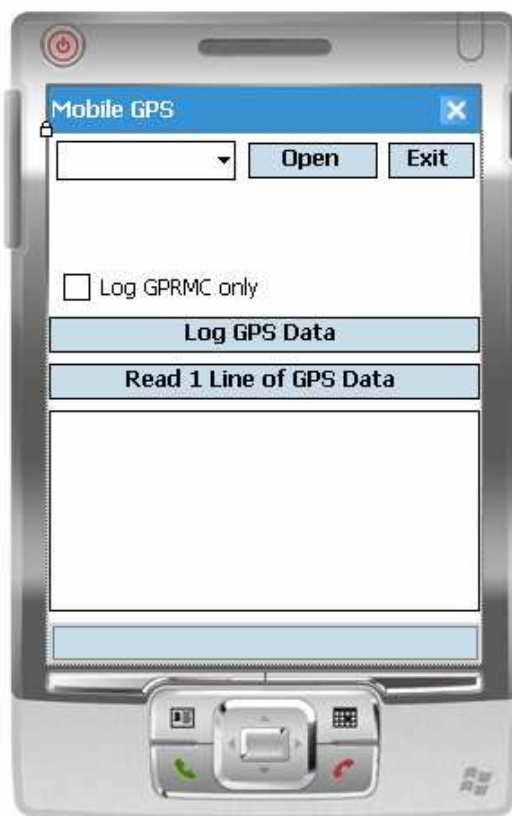 Mobile GPS
Open Exit
Log GPRMC only
Log GPS Data
Read 1 Line of GPS Data